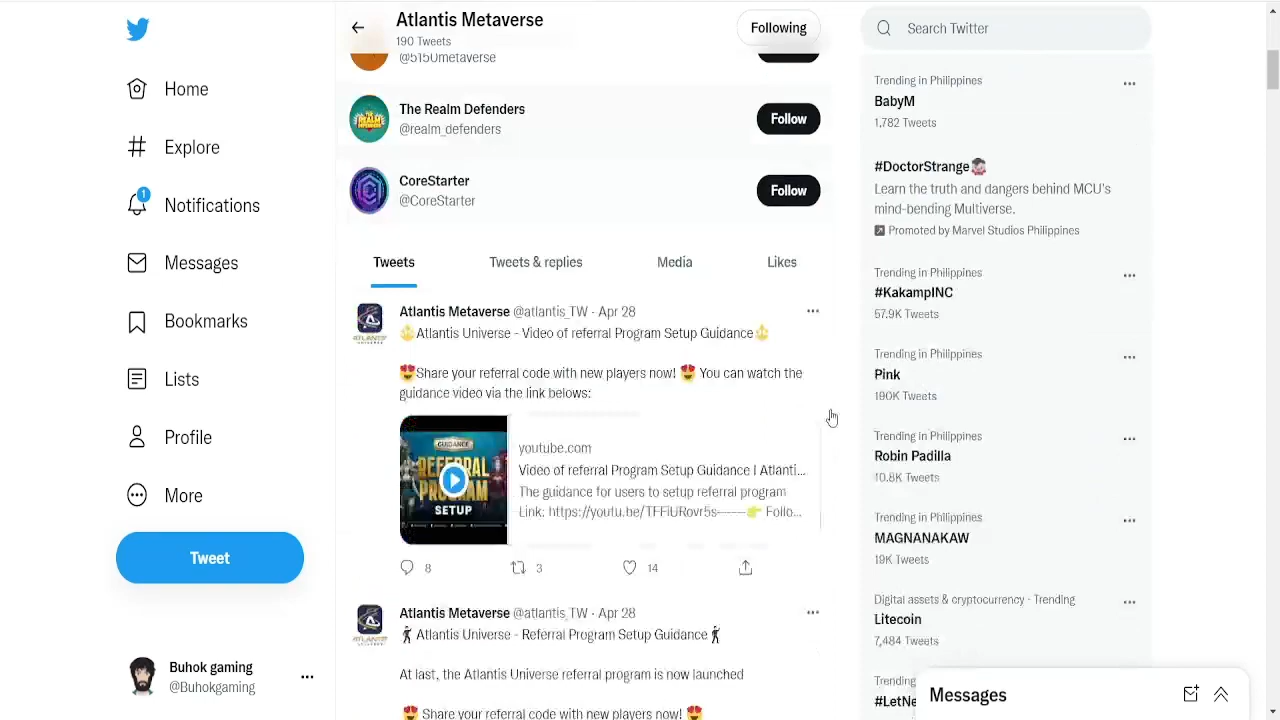 Atlantis Metaverse
190 Tweets
Following
Search Twitter
Home
Explore
1
Notifications
Messages
Bookmarks
Lists
Profile
More
Tweet
Buhok gaming
@Buhokgaming
@5150metaverse
The Realm Defenders
@realm_defenders
Follow
CoreStarter
@CoreStarter
Follow
Tweets
Tweets & replies
Media
Likes
Atlantis Metaverse @atlantis_TW · Apr 28
🔱Atlantis Universe - Video of referral Program Setup Guidance🔱
😍Share your referral code with new players now! 😍 You can watch the
guidance video via the link belows:
GUIDANCE
REFERRAL
PROGRAM
SETUP
youtube.com
Video of referral Program Setup Guidance | Atlanti...
The guidance for users to setup referral program
Link: https://youtu.be/TFFiURovr5s-------👉 Follo...
8
3
14
Atlantis Metaverse @atlantis_TW · Apr 28
🕺Atlantis Universe - Referral Program Setup Guidance🕺
At last, the Atlantis Universe referral program is now launched
😍Share your referral code with new players now! 😍
Trending in Philippines
BabyM
1,782 Tweets
#DoctorStrange
Learn the truth and dangers behind MCU's
mind-bending Multiverse.
Promoted by Marvel Studios Philippines
Trending in Philippines
#KakampINC
57.9K Tweets
Trending in Philippines
Pink
190K Tweets
Trending in Philippines
Robin Padilla
10.8K Tweets
Trending in Philippines
MAGNANAKAW
19K Tweets
Digital assets & cryptocurrency · Trending
Litecoin
7,484 Tweets
Trending
#LetNe
Messages